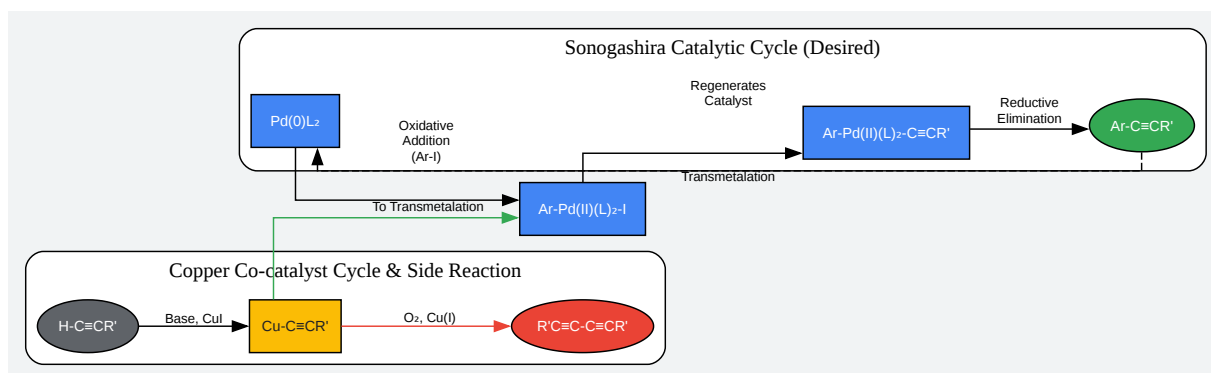 Sonogashira Catalytic Cycle (Desired)
Pd(0)L₂
Oxidative
Addition
(Ar-I)
Regenerates
Catalyst
Ar-Pd(II)(L)₂-C≡CR'
Reductive
Elimination
Ar-C≡CR'
Transmetalation
To Transmetalation
Ar-Pd(II)(L)₂-I
Copper Co-catalyst Cycle & Side Reaction
H-C≡CR'
Base, CuI
Cu-C≡CR'
O₂, Cu(I)
R'C≡C-C≡CR'